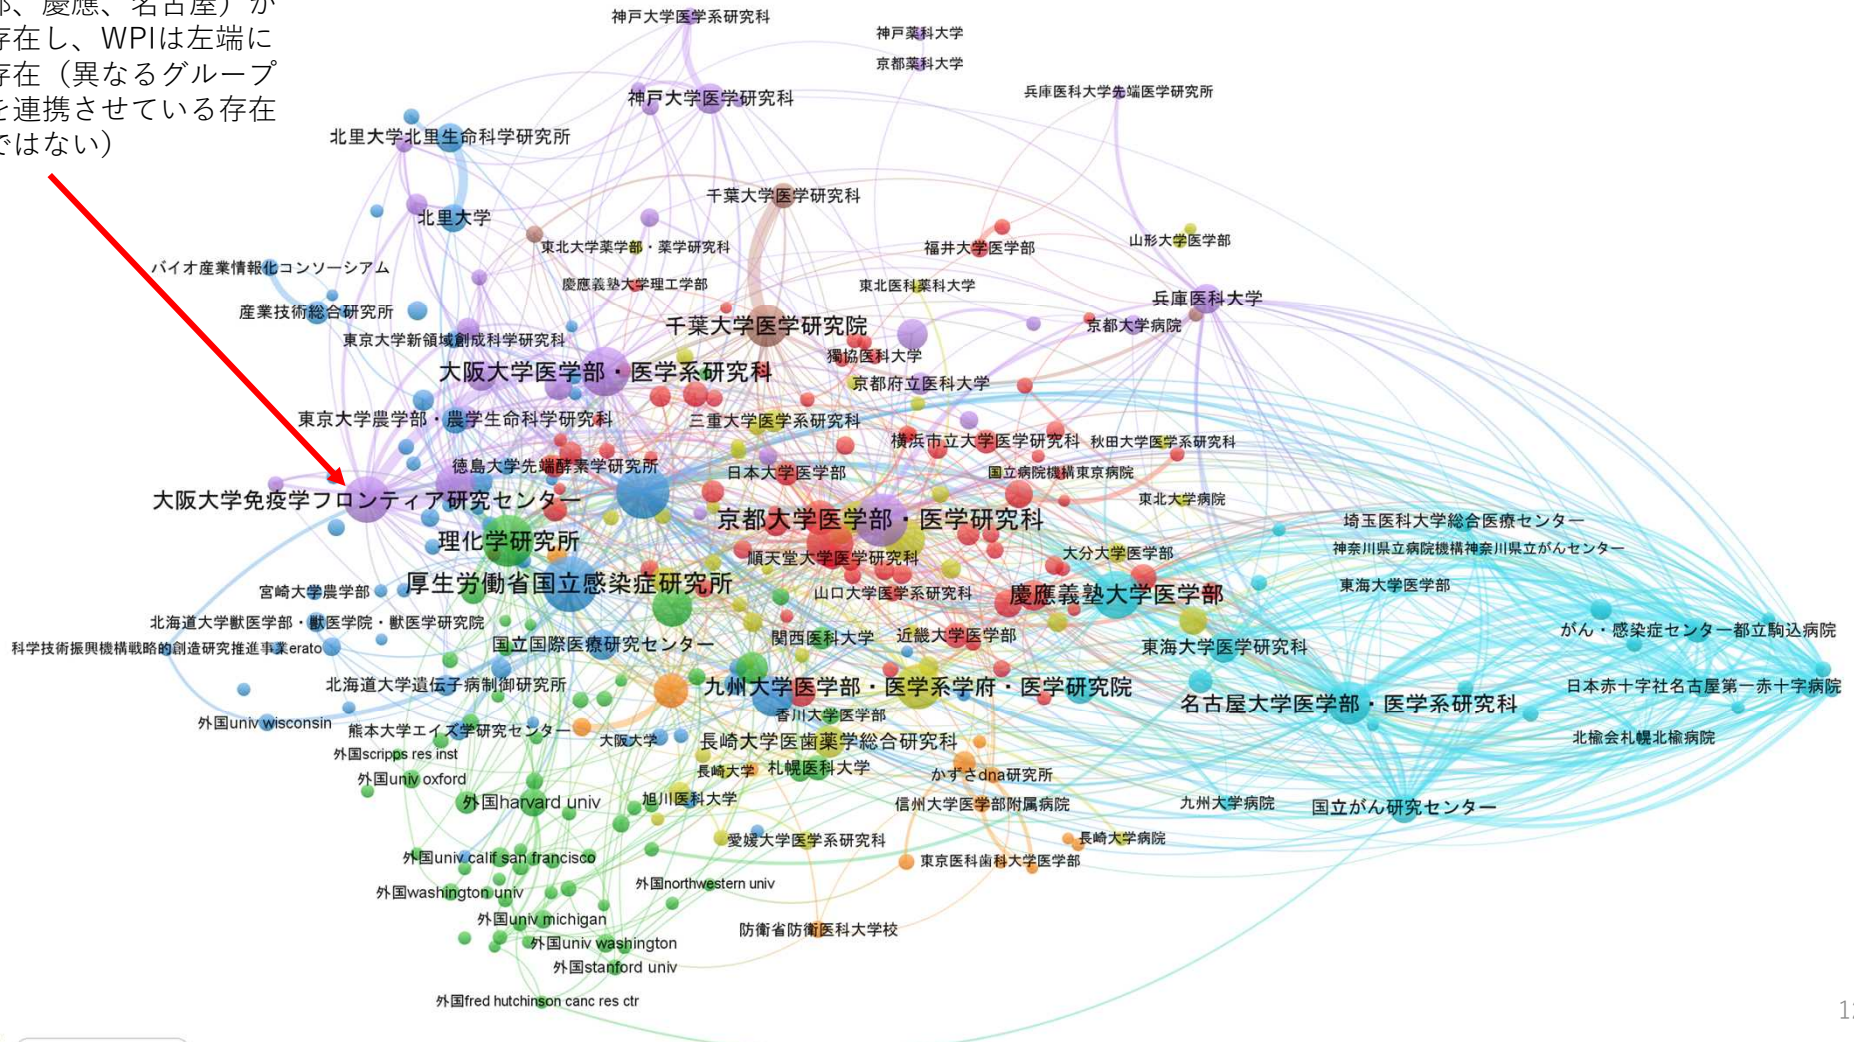 部、慶應、名古屋）が
存在し、WPIは左端に
存在（異なるグループ
を連携させている存在
ではない）
神戸大学医学系研究科
神戸薬科大学
京都薬科大学
神戸大学医学研究科
兵庫医科大学先端医学研究所
北里大学北里生命科学研究所
千葉大学医学研究科
北里大学
東北大学薬学部・薬学研究科
福井大学医学部
山形大学医学部
バイオ産業情報化コンソーシアム
慶應義塾大学理工学部
東北医科薬科大学
兵庫医科大学
産業技術総合研究所
千葉大学医学研究院
京都大学病院
東京大学新領域創成科学研究科
獨協医科大学
大阪大学医学部・医学系研究科
京都府立医科大学
東京大学農学部・農学生命科学研究科
三重大学医学系研究科
横浜市立大学医学研究科
秋田大学医学系研究科
徳島大学先端酵素学研究所
日本大学医学部
国立病院機構東京病院
大阪大学免疫学フロンティア研究センター
東北大学病院
京都大学医学部・医学研究科
埼玉医科大学総合医療センター
理化学研究所
順天堂大学医学研究科
大分大学医学部
神奈川県立病院機構神奈川県立がんセンター
厚生労働省国立感染症研究所
東海大学医学部
宮崎大学農学部
山口大学医学系研究科
慶應義塾大学医学部
北海道大学獣医学部・獣医学院・獣医学研究院
がん・感染症センター都立駒込病院
科学技術振興機構戦略的創造研究推進事業erato
国立国際医療研究センター
関西医科大学
近畿大学医学部
東海大学医学研究科
北海道大学遺伝子病制御研究所
九州大学医学部・医学系学府・医学研究院
日本赤十字社名古屋第一赤十字病院
名古屋大学医学部・医学系研究科
外国univ wisconsin
香川大学医学部
熊本大学エイズ学研究センター
大阪大学
長崎大学医歯薬学総合研究科
北楡会札幌北楡病院
外国scripps res inst
長崎大学
札幌医科大学
かずさdna研究所
外国univ oxford
外国harvard univ
旭川医科大学
信州大学医学部附属病院
九州大学病院
国立がん研究センター
愛媛大学医学系研究科
長崎大学病院
外国univ calif san francisco
東京医科歯科大学医学部
外国washington univ
外国northwestern univ
外国univ michigan
防衛省防衛医科大学校
外国univ washington
外国stanford univ
外国fred hutchinson canc res ctr